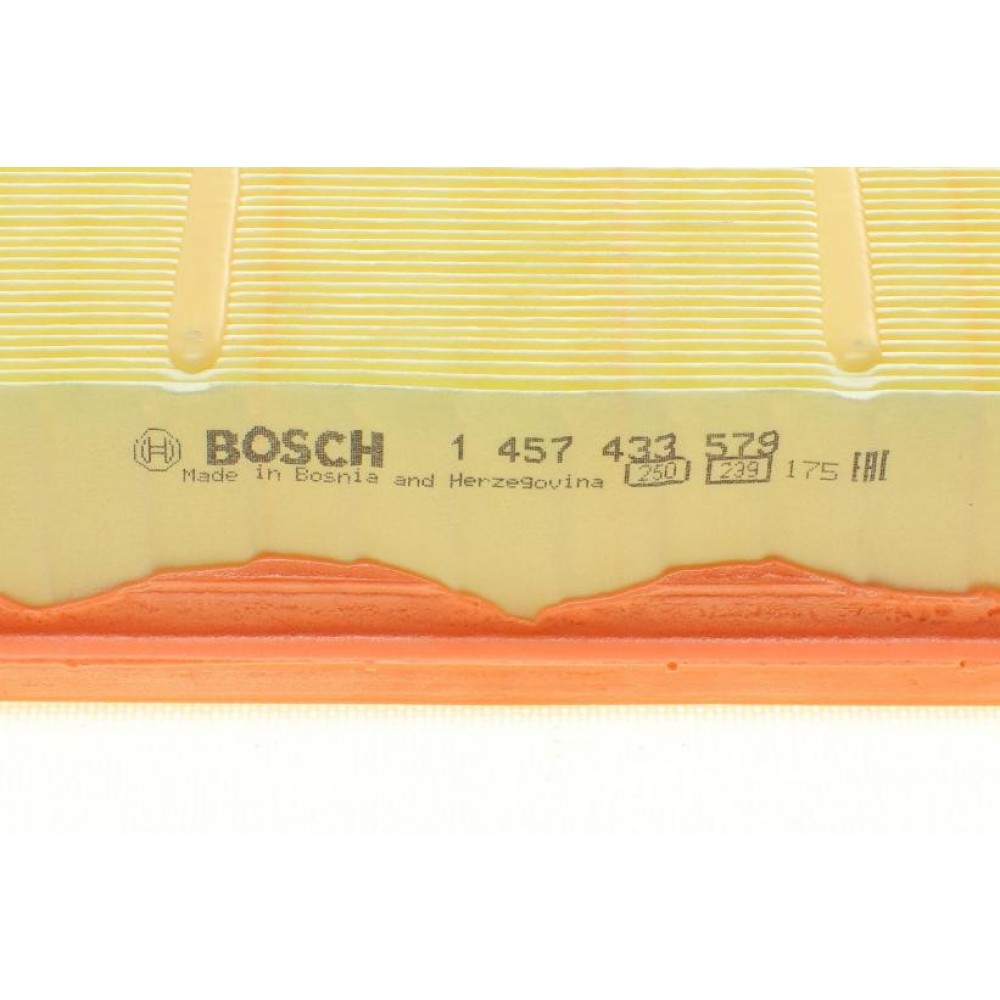 BOSCH 1 457 433 579
Made in Bosnia and Herzegovina 250 239 175 EAC